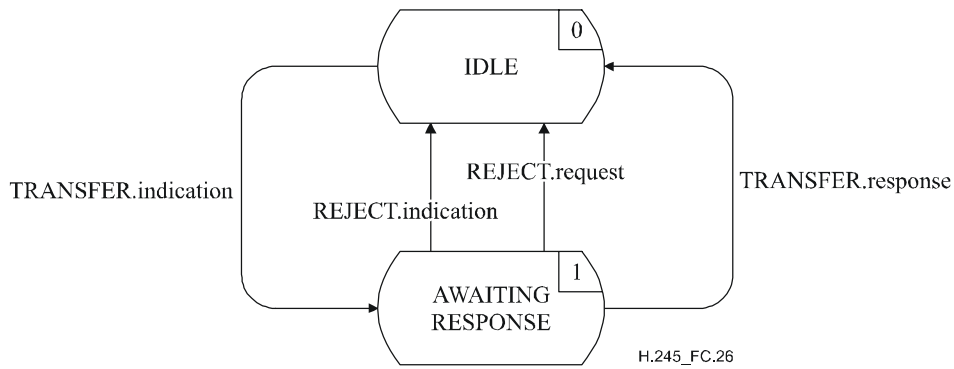 0
IDLE
REJECT.request
TRANSFER.indication
TRANSFER.response
REJECT.indication
1
AWAITING
RESPONSE
H.245_FC.26